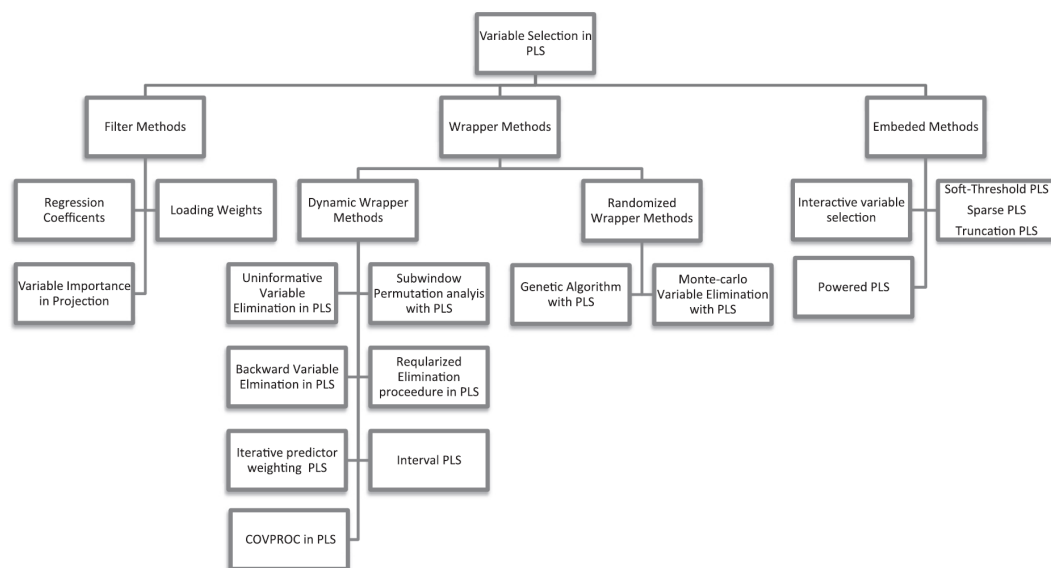 Variable Selection in
PLS
Filter Methods
Wrapper Methods
Embeded Methods
Regression
Coefficents
Loading Weights
Variable Importance
in Projection
Dynamic Wrapper
Methods
Uninformative
Variable
Elimination in PLS
Subwindow
Permutation analyis
with PLS
Backward Variable
Elmination in PLS
Reqularized
Elimination
proceedure in PLS
Iterative predictor
weighting PLS
Interval PLS
COVPROC in PLS
Randomized
Wrapper Methods
Genetic Algorithm
with PLS
Monte-carlo
Variable Elimination
with PLS
Interactive variable
selection
Soft-Threshold PLS
Sparse PLS
Truncation PLS
Powered PLS